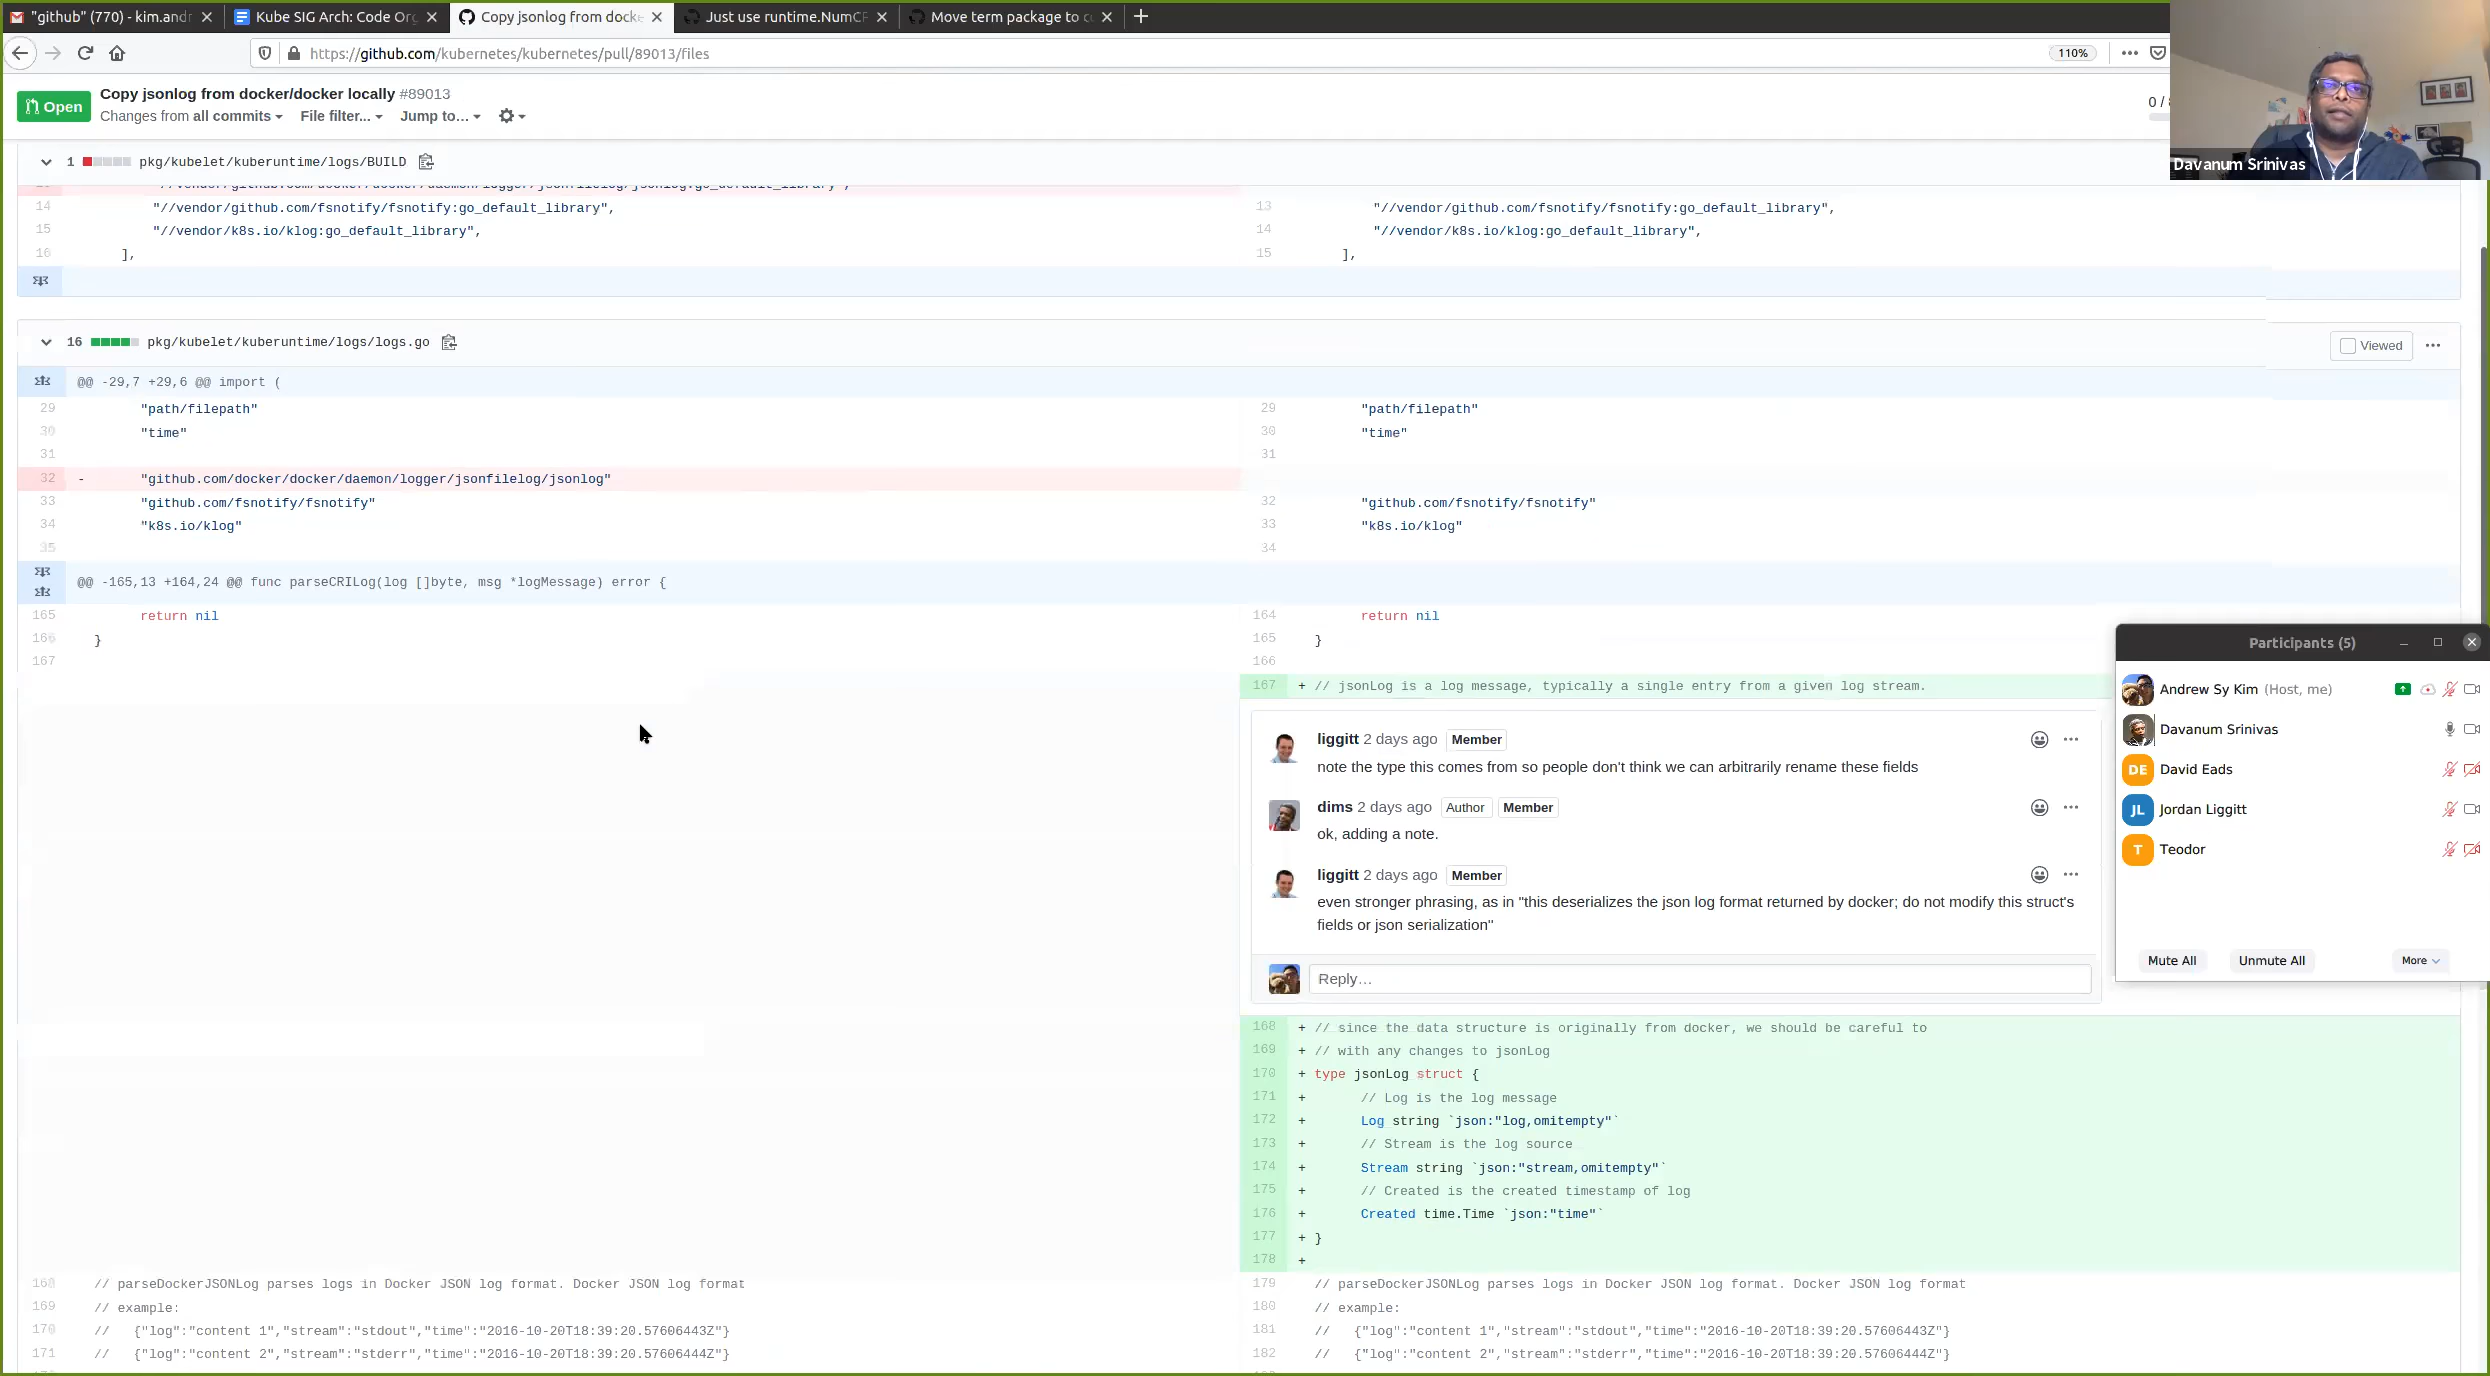 "github" (770) - kim.andr
Kube SIG Arch: Code Org
Copy jsonlog from docke
Just use runtime.NumCP
Move term package to c
https://github.com/kubernetes/kubernetes/pull/89013/files
110%
Open
Copy jsonlog from docker/docker locally #89013
Changes from all commits
File filter...
Jump to...
0 /
Davanum Srinivas
1 pkg/kubelet/kuberuntime/logs/BUILD
"//vendor/github.com/docker/docker/daemon/logger/jsonfilelog/jsonlog:go_default_library",
14 "//vendor/github.com/fsnotify/fsnotify:go_default_library",
13 "//vendor/github.com/fsnotify/fsnotify:go_default_library",
15 "//vendor/k8s.io/klog:go_default_library",
14 "//vendor/k8s.io/klog:go_default_library",
16 ],
15 ],
16 pkg/kubelet/kuberuntime/logs/logs.go
Viewed
@@ -29,7 +29,6 @@ import (
29 "path/filepath"
29 "path/filepath"
30 "time"
30 "time"
31
31
32 - "github.com/docker/docker/daemon/logger/jsonfilelog/jsonlog"
33 "github.com/fsnotify/fsnotify"
32 "github.com/fsnotify/fsnotify"
34 "k8s.io/klog"
33 "k8s.io/klog"
35
34
@@ -165,13 +164,24 @@ func parseCRILog(log []byte, msg *logMessage) error {
165 return nil
164 return nil
166 }
165 }
167
166
167 + // jsonLog is a log message, typically a single entry from a given log stream.
liggitt 2 days ago Member
note the type this comes from so people don't think we can arbitrarily rename these fields
dims 2 days ago Author Member
ok, adding a note.
liggitt 2 days ago Member
even stronger phrasing, as in "this deserializes the json log format returned by docker; do not modify this struct's
fields or json serialization"
Reply…
168 + // since the data structure is originally from docker, we should be careful to
169 + // with any changes to jsonLog
170 + type jsonLog struct {
171 + // Log is the log message
172 + Log string `json:"log,omitempty"`
173 + // Stream is the log source
174 + Stream string `json:"stream,omitempty"`
175 + // Created is the created timestamp of log
176 + Created time.Time `json:"time"`
177 + }
178 +
168 // parseDockerJSONLog parses logs in Docker JSON log format. Docker JSON log format
179 // parseDockerJSONLog parses logs in Docker JSON log format. Docker JSON log format
169 // example:
180 // example:
170 // {"log":"content 1","stream":"stdout","time":"2016-10-20T18:39:20.57606443Z"}
181 // {"log":"content 1","stream":"stdout","time":"2016-10-20T18:39:20.57606443Z"}
171 // {"log":"content 2","stream":"stderr","time":"2016-10-20T18:39:20.57606444Z"}
182 // {"log":"content 2","stream":"stderr","time":"2016-10-20T18:39:20.57606444Z"}
Participants (5)
Andrew Sy Kim (Host, me)
Davanum Srinivas
DE David Eads
JL Jordan Liggitt
T Teodor
Mute All
Unmute All
More